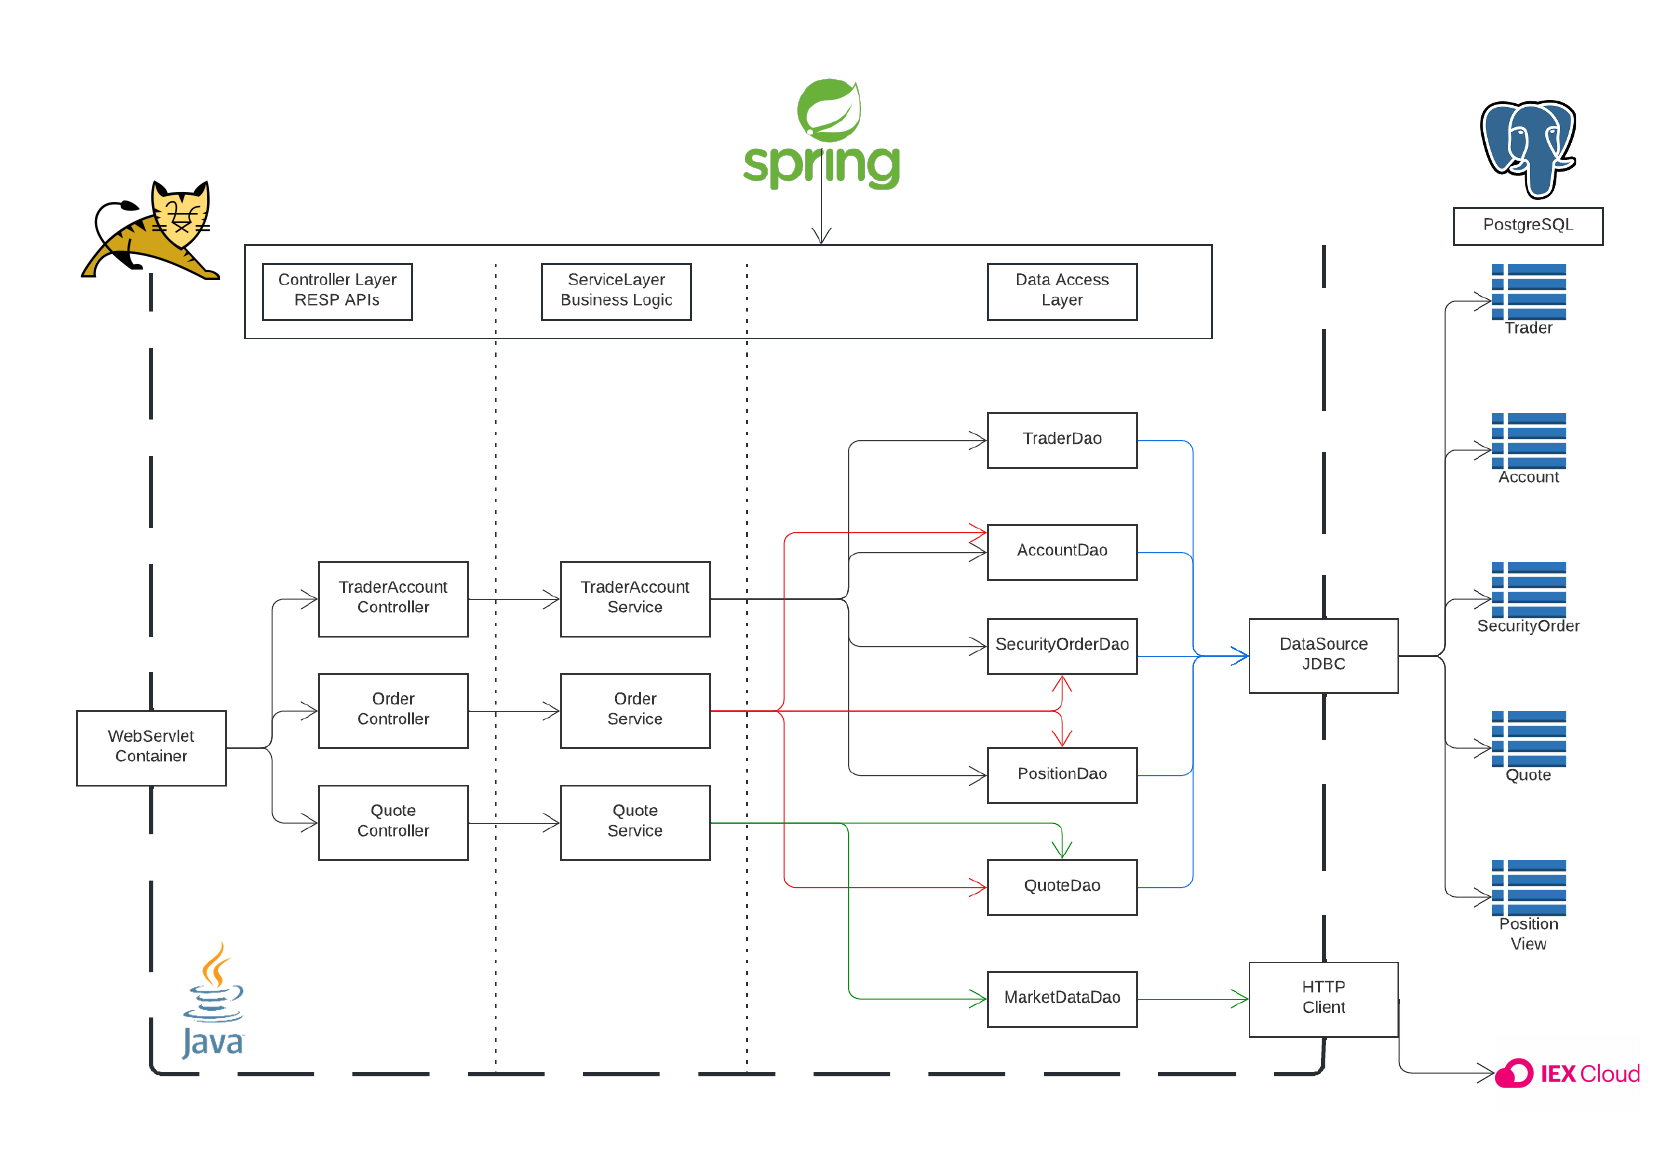 spring
PostgreSQL
Controller Layer
RESP APIs
ServiceLayer
Business Logic
Data Access
Layer
Trader
TraderDao
Account
AccountDao
TraderAccount
Controller
TraderAccount
Service
SecurityOrderDao
SecurityOrder
DataSource
JDBC
Order
Controller
Order
Service
WebServlet
Container
PositionDao
Quote
Quote
Controller
Quote
Service
QuoteDao
Position
View
MarketDataDao
HTTP
Client
Java
IEX Cloud